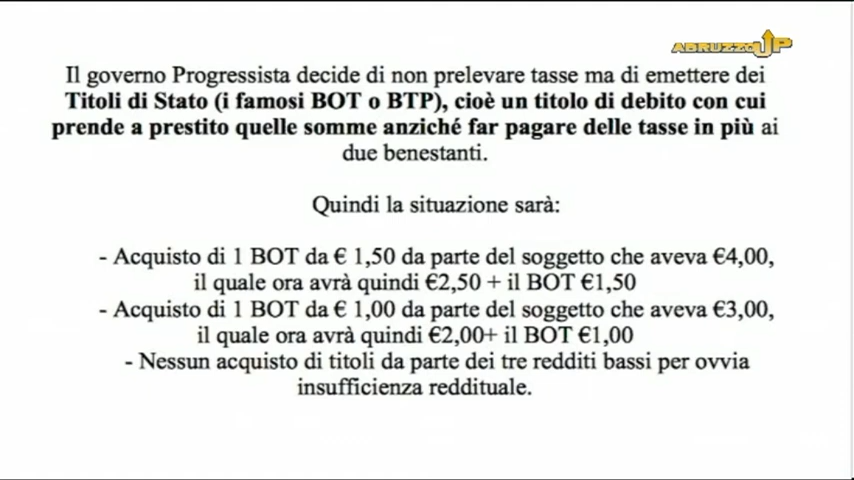 ABRUZZOUP
Il governo Progressista decide di non prelevare tasse ma di emettere dei
Titoli di Stato (i famosi BOT o BTP), cioè un titolo di debito con cui
prende a prestito quelle somme anziché far pagare delle tasse in più ai
due benestanti.
Quindi la situazione sarà:
- Acquisto di 1 BOT da € 1,50 da parte del soggetto che aveva €4,00,
il quale ora avrà quindi €2,50 + il BOT €1,50
- Acquisto di 1 BOT da € 1,00 da parte del soggetto che aveva €3,00,
il quale ora avrà quindi €2,00+ il BOT €1,00
- Nessun acquisto di titoli da parte dei tre redditi bassi per ovvia
insufficienza reddituale.